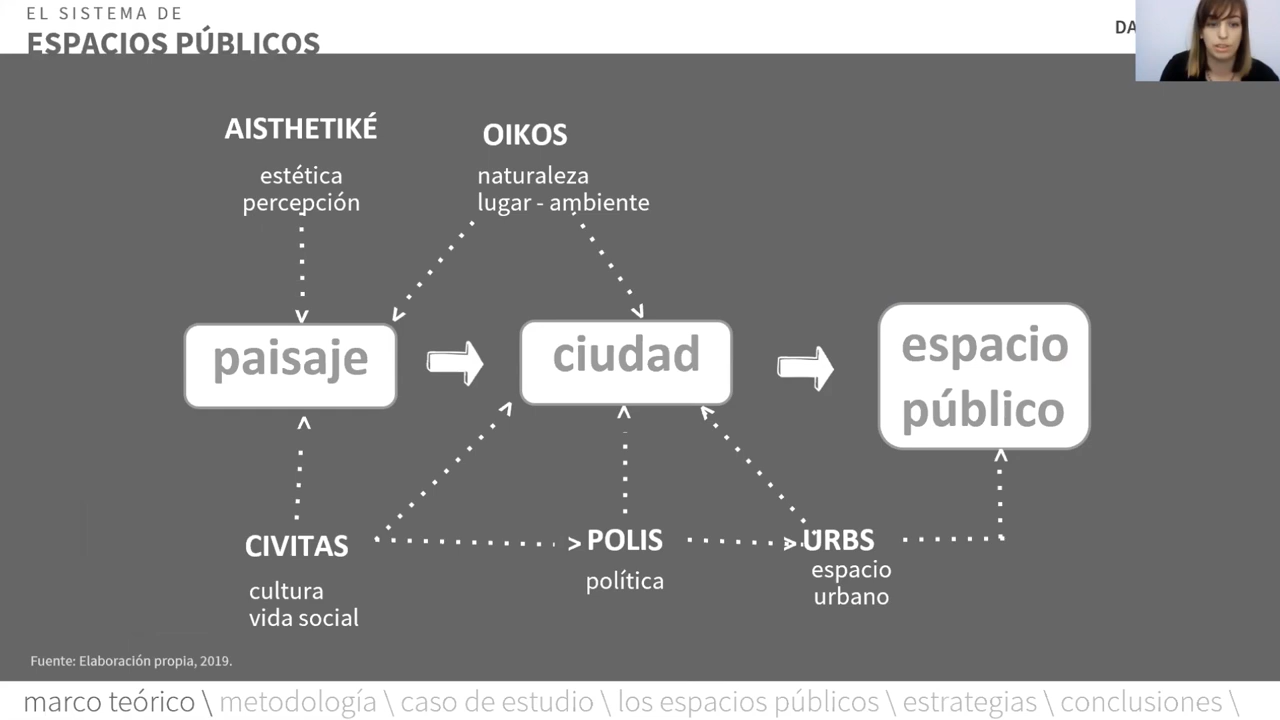 EL SISTEMA DE
ESPACIOS PÚBLICOS
AISTHETIKÉ
estética
percepción
OIKOS
naturaleza
lugar - ambiente
paisaje
ciudad
espacio
público
CIVITAS
cultura
vida social
> POLIS
política
> URBS
espacio
urbano
Fuente: Elaboración propia, 2019.
marco teórico \ metodología \ caso de estudio \ los espacios públicos \ estrategias \ conclusiones \